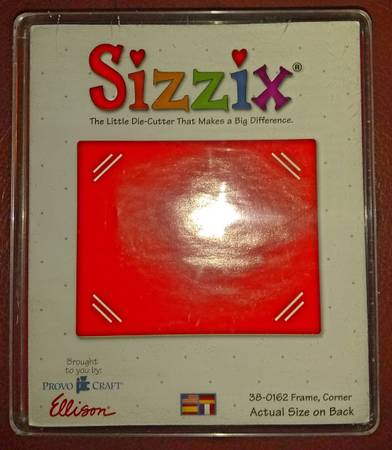 Sizzix®
The Little Die-Cutter That Makes a Big Difference.
Brought
to you by:
PROVO CRAFT®
Ellison®
38-0162 Frame, Corner
Actual Size on Back